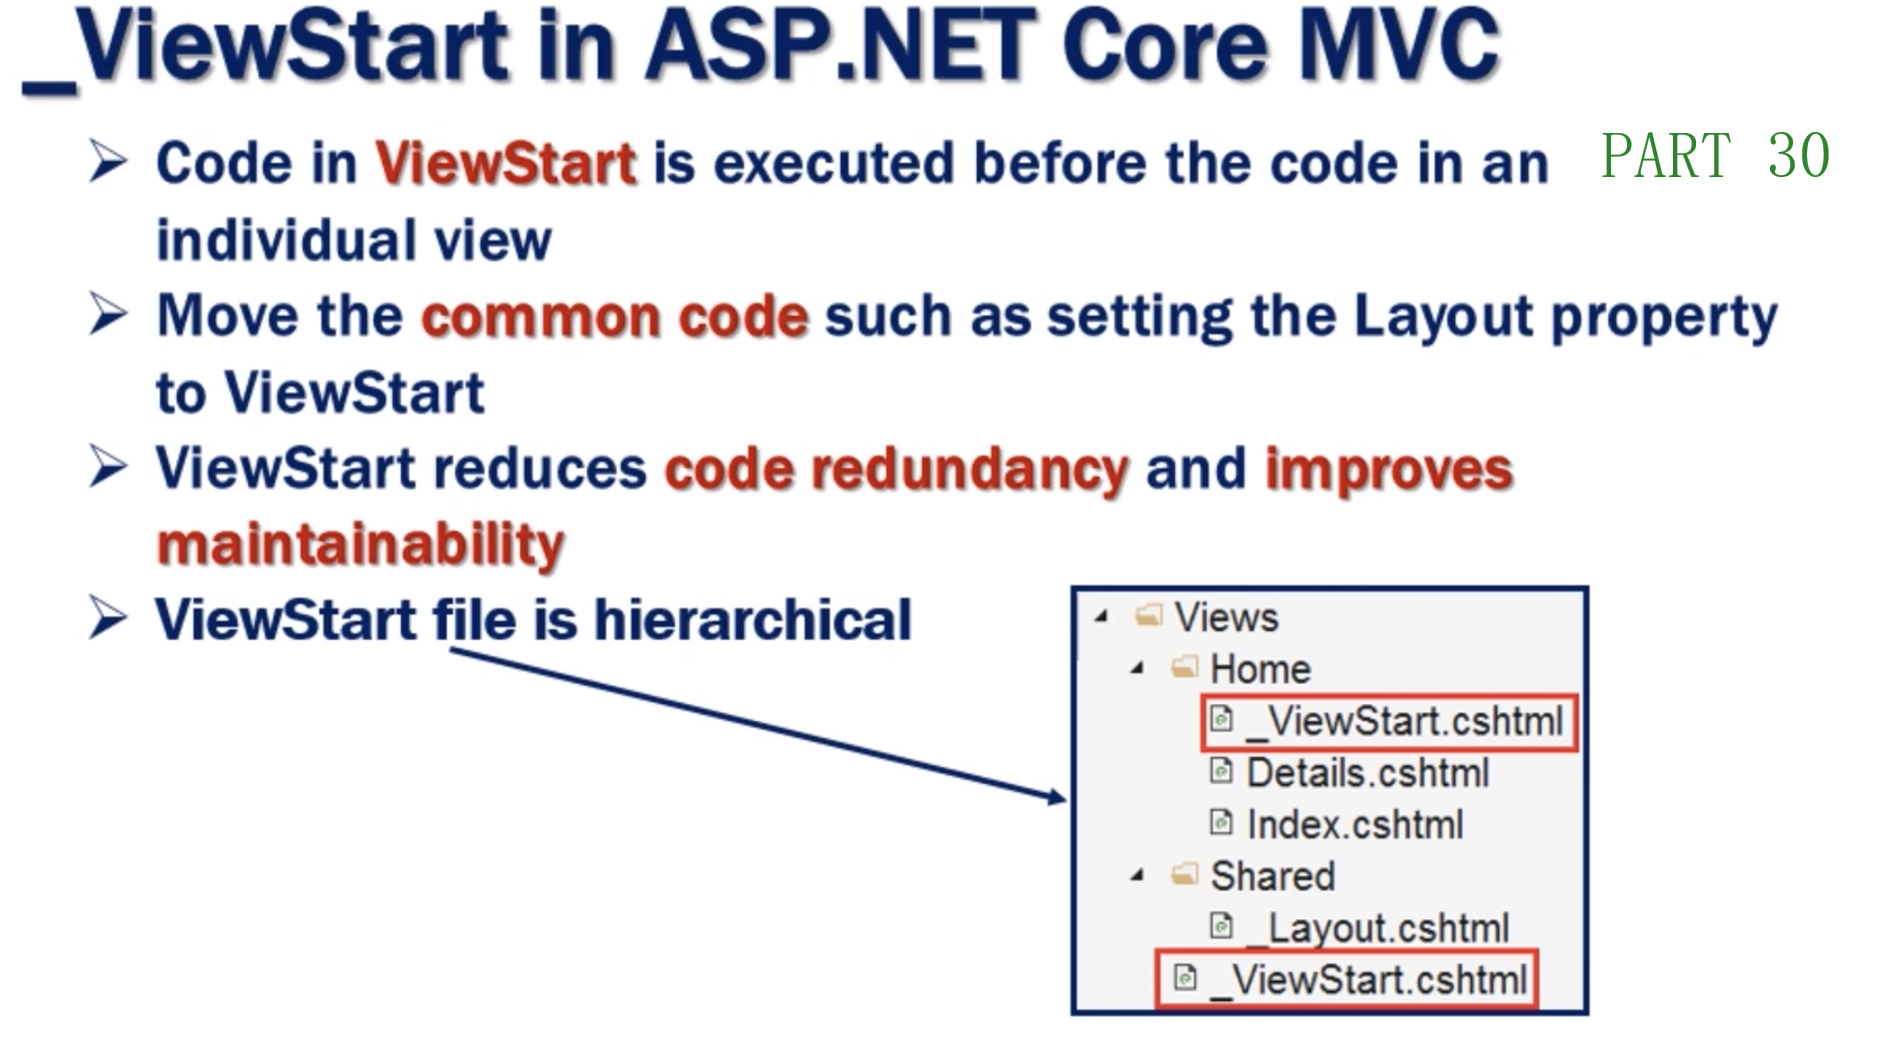 _ViewStart in ASP.NET Core MVC
Code in ViewStart is executed before the code in an
PART 30
individual view
Move the common code such as setting the Layout property
to ViewStart
ViewStart reduces code redundancy and improves
maintainability
ViewStart file is hierarchical
Views
Home
_ViewStart.cshtml
Details.cshtml
Index.cshtml
Shared
_Layout.cshtml
_ViewStart.cshtml